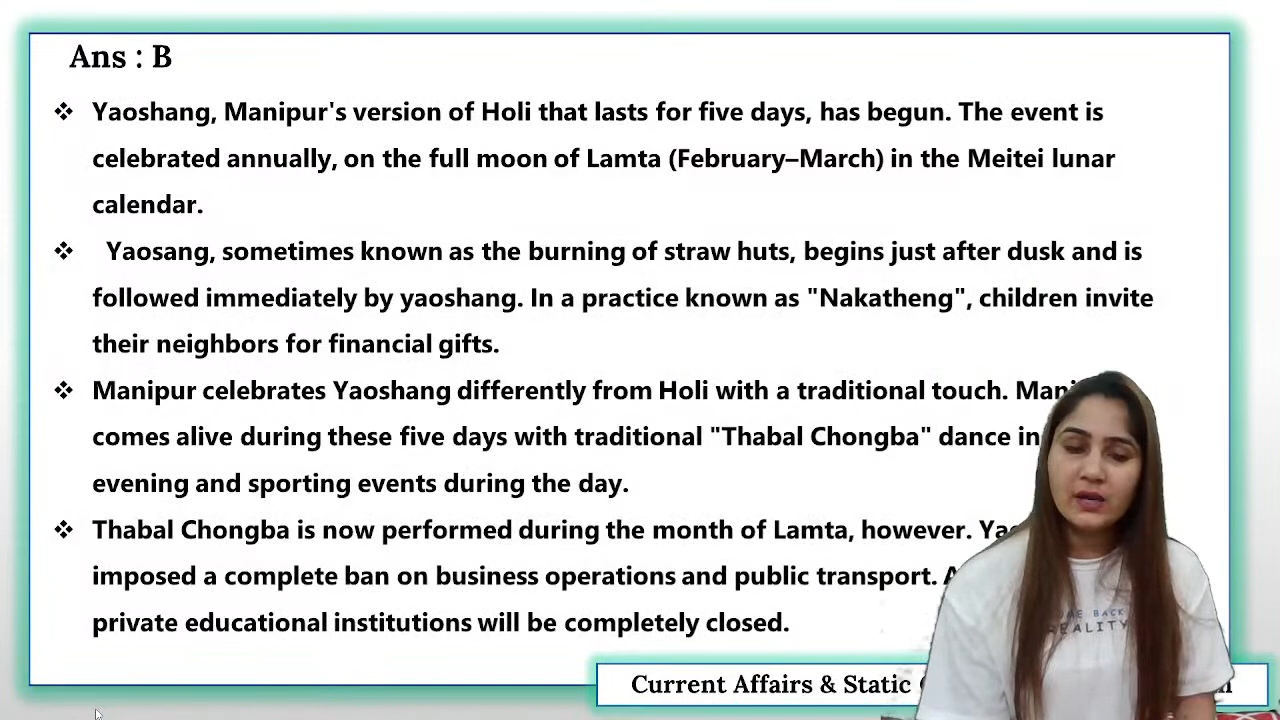 Ans : B
❖ Yaoshang, Manipur's version of Holi that lasts for five days, has begun. The event is
celebrated annually, on the full moon of Lamta (February–March) in the Meitei lunar
calendar.
❖ Yaosang, sometimes known as the burning of straw huts, begins just after dusk and is
followed immediately by yaoshang. In a practice known as "Nakatheng", children invite
their neighbors for financial gifts.
❖ Manipur celebrates Yaoshang differently from Holi with a traditional touch.
comes alive during these five days with traditional "Thabal Chongba" dance in
evening and sporting events during the day.
❖ Thabal Chongba is now performed during the month of Lamta, however.
imposed a complete ban on business operations and public transport.
private educational institutions will be completely closed.
BACK
REALITY
Current Affairs & Static